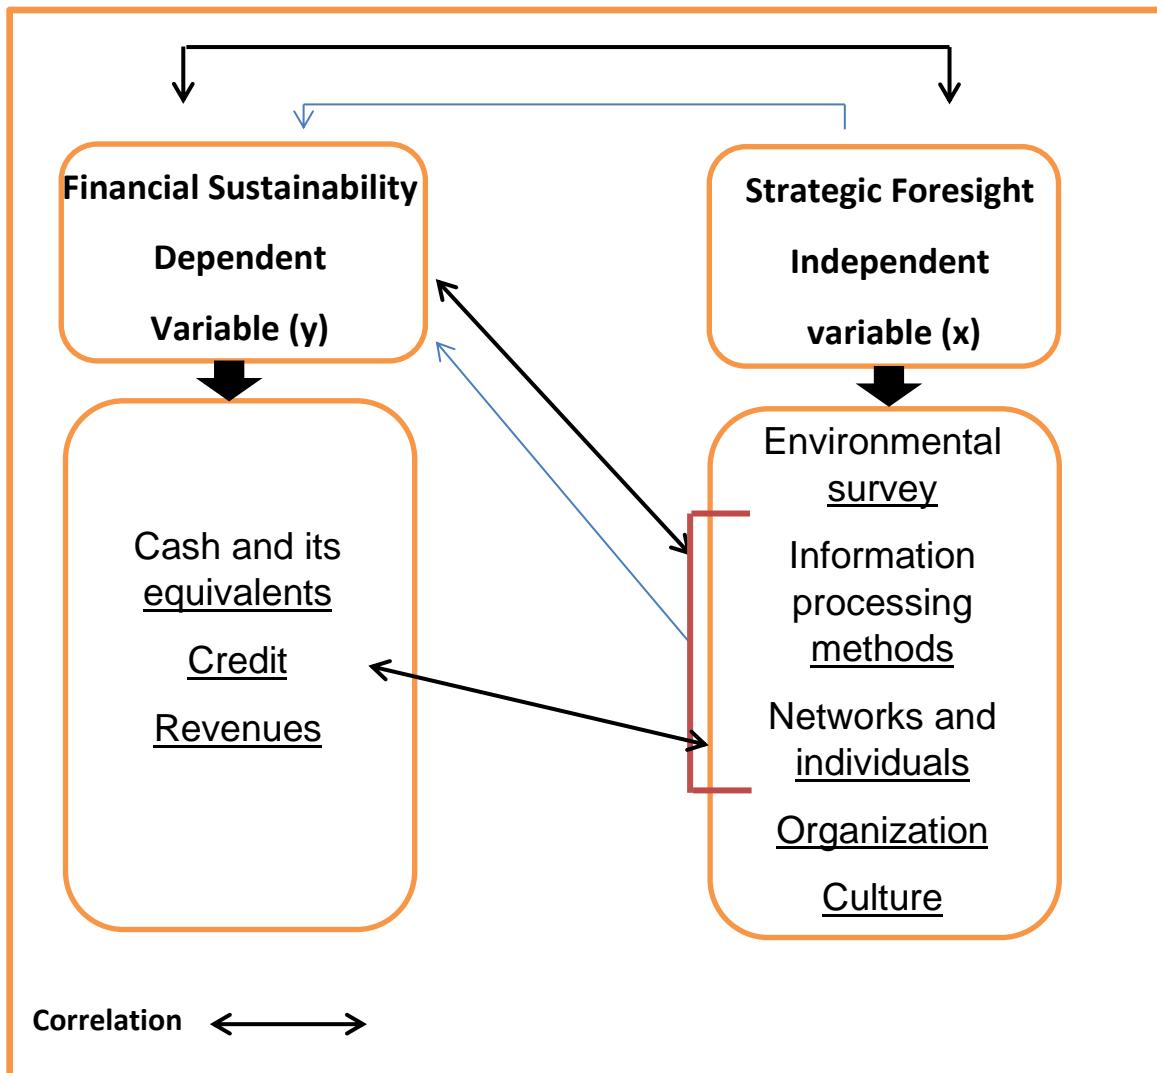 Financial Sustainability
Dependent
Variable (y)
Strategic Foresight
Independent
variable (x)
Cash and its
equivalents
Credit
Revenues
Environmental
survey
Information
processing
methods
Networks and
individuals
Organization
Culture
Correlation